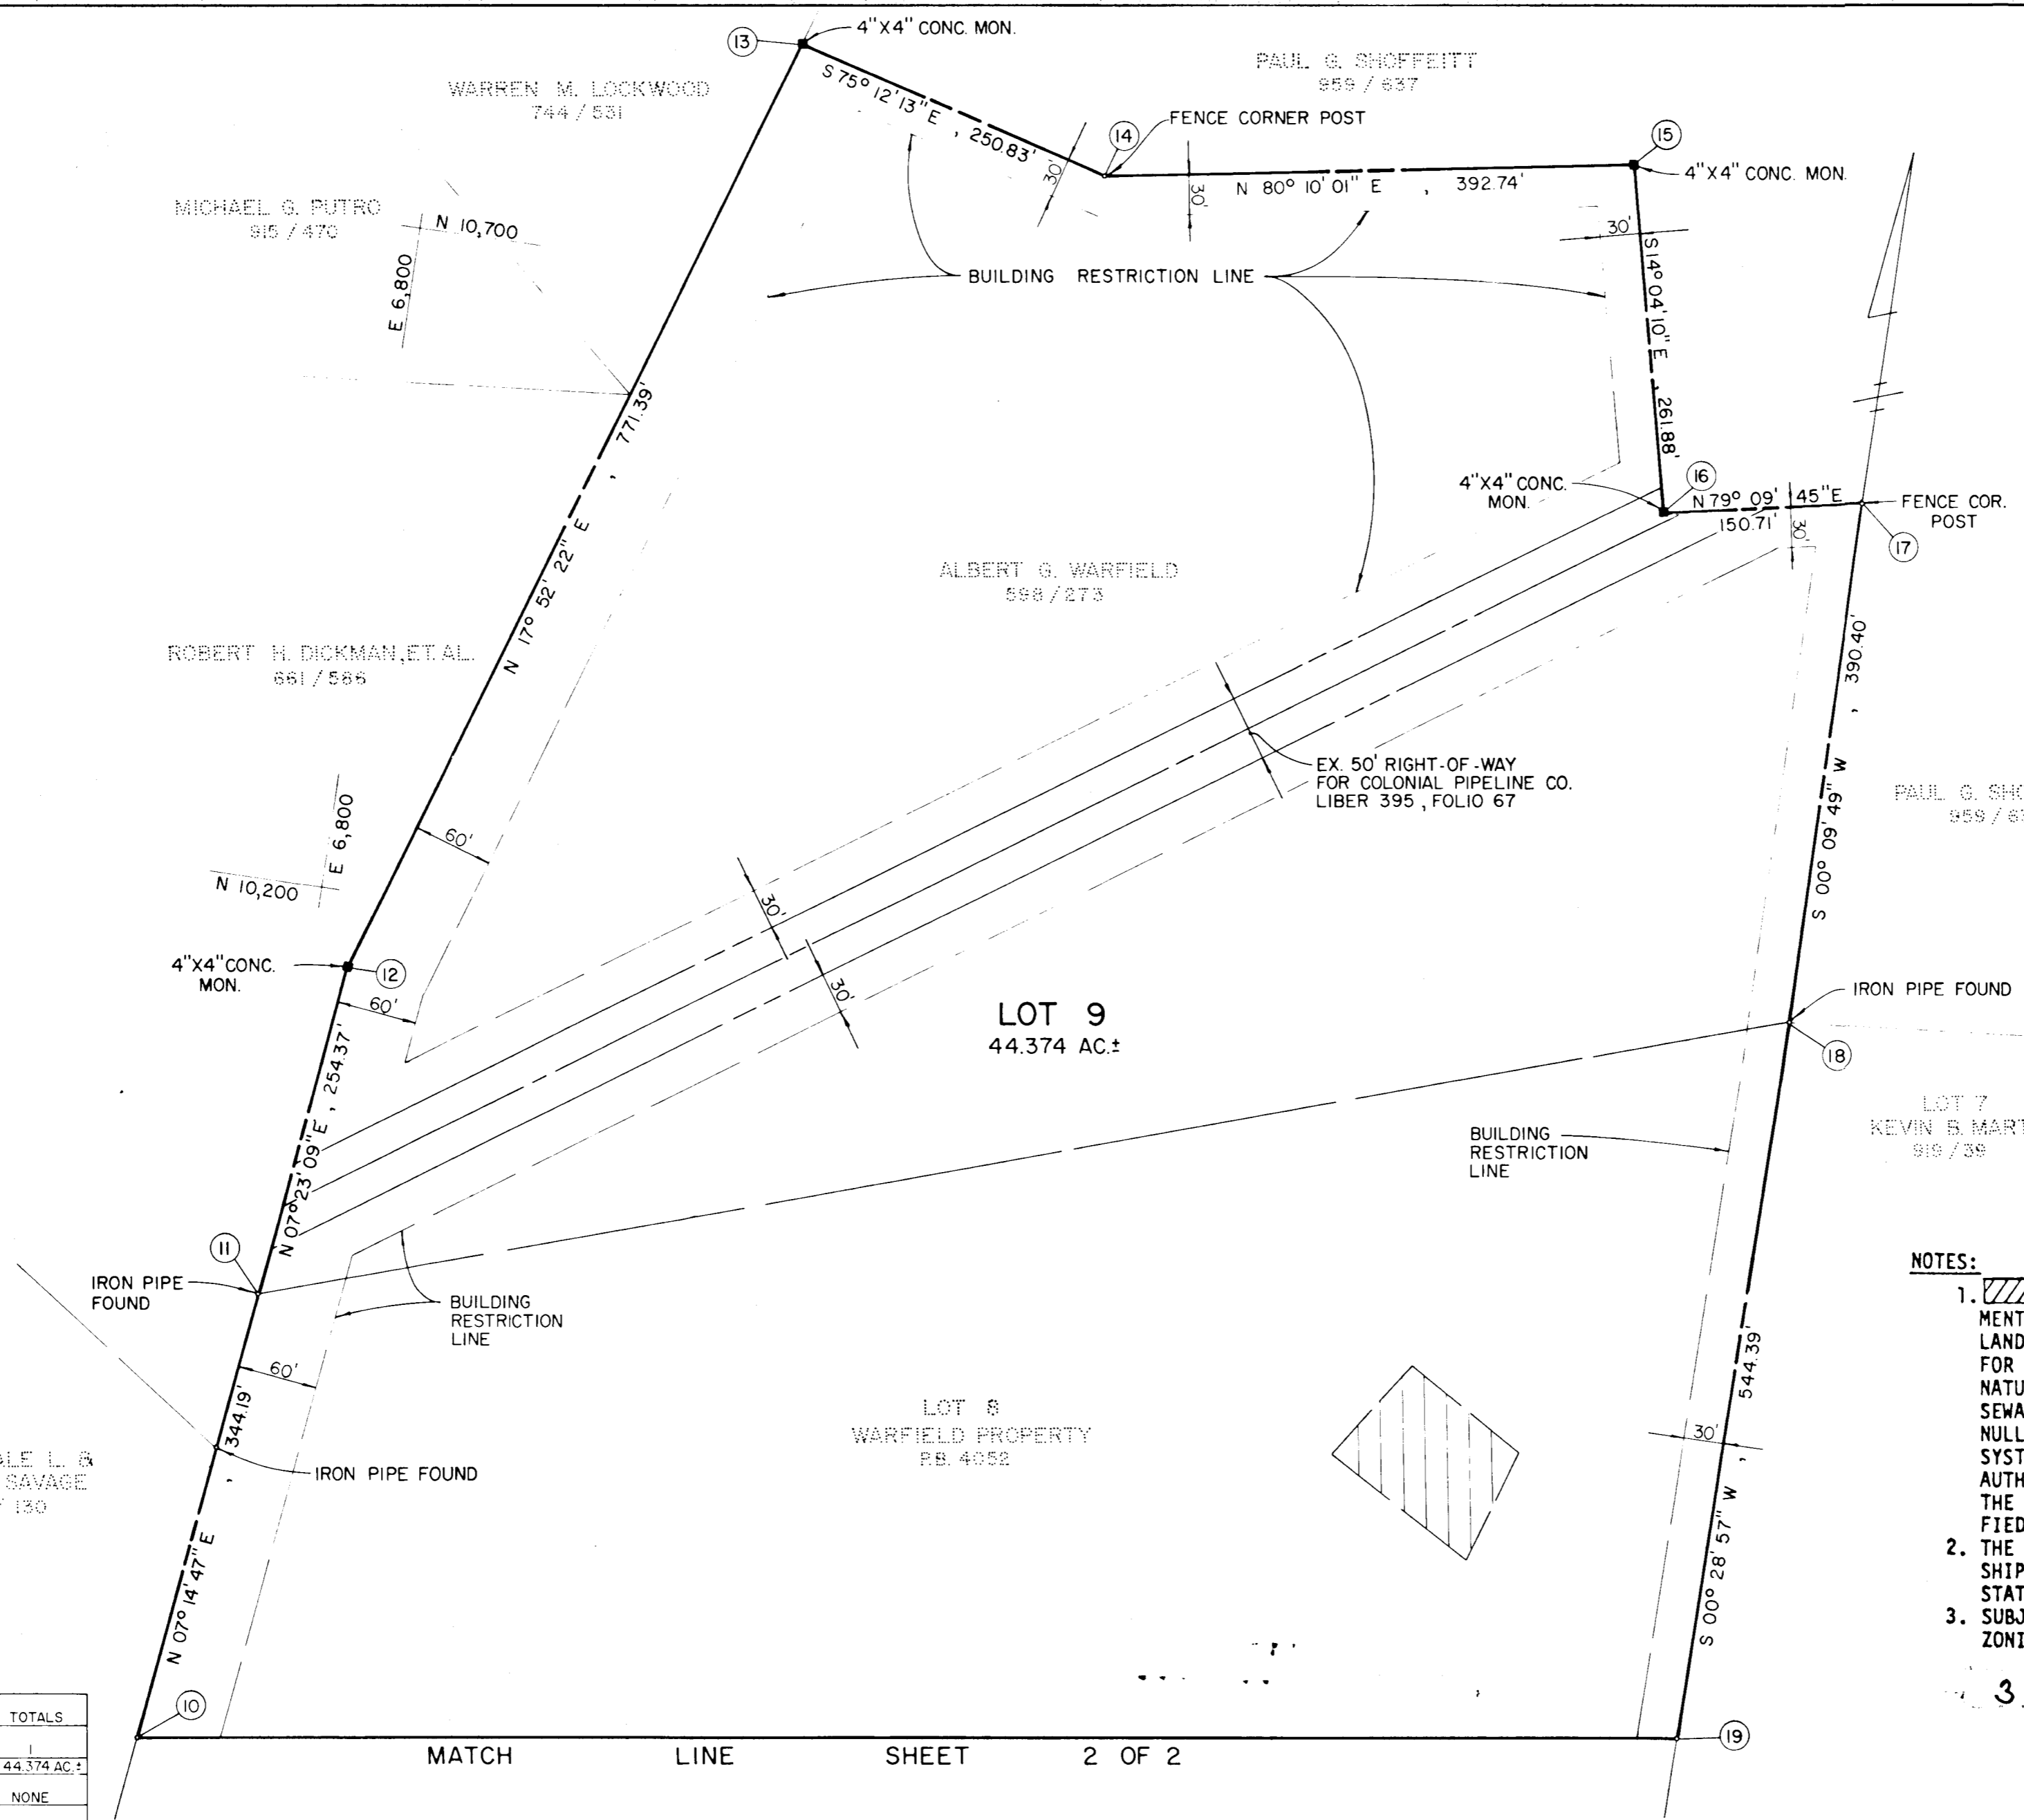 13
4"X4" CONC. MON.
WARREN M. LOCKWOOD
744 / 531
PAUL G. SHOFFEITT
959 / 637
S 75° 12' 13" E , 250.83'
30'
14
FENCE CORNER POST
30'
N 80° 10' 01" E , 392.74'
15
4"X4" CONC. MON.
MICHAEL G. PUTRO
915 / 470
N 10,700
E 6,800
BUILDING RESTRICTION LINE
30'
S 14° 04' 10" E 261.88'
771.39'
N 17° 52' 22" E ,
4"X4" CONC.
MON.
16
N 79° 09' 45" E
150.71'
30'
FENCE COR.
POST
17
ALBERT G. WARFIELD
598 / 273
ROBERT H. DICKMAN, ET. AL.
661 / 586
390.40'
S 00° 09' 49" W ,
EX. 50' RIGHT-OF-WAY
FOR COLONIAL PIPELINE CO.
LIBER 395 , FOLIO 67
PAUL G. SHO
959 / 63
E 6,800
N 10,200
60'
30'
30'
4"X4" CONC.
MON.
12
60'
LOT 9
44.374 AC.±
IRON PIPE FOUND
18
N 07° 23' 09" E , 254.37'
LOT 7
KEVIN B. MART
919 / 39
BUILDING
RESTRICTION
LINE
11
IRON PIPE
FOUND
BUILDING
RESTRICTION
LINE
60'
344.19'
N 07° 14' 47" E ,
IRON PIPE FOUND
ALE L. &
SAVAGE
/ 130
LOT 8
WARFIELD PROPERTY
P.B. 4052
544.39'
30'
S 00° 28' 57" W ,
NOTES:
1.
MENT
LAND
FOR
NATU
SEWA
NULL
SYST
AUTH
THE
FIED
2. THE
SHIP
STAT
3. SUBJ
ZONI
3
10
19
MATCH LINE SHEET 2 OF 2
TOTALS
1
44.374 AC.±
NONE